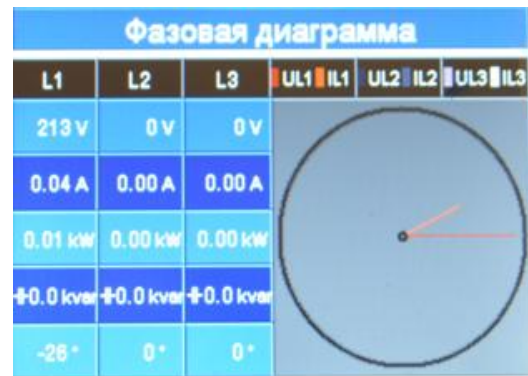 Фазовая диаграмма
L1 L2 L3 UL1 IL1 UL2 IL2 UL3 IL3
213 V 0 V 0 V
0.04 A 0.00 A 0.00 A
0.01 kW 0.00 kW 0.00 kW
⫲0.0 kvar ⫲0.0 kvar ⫲0.0 kvar
-26 ° 0 ° 0 °